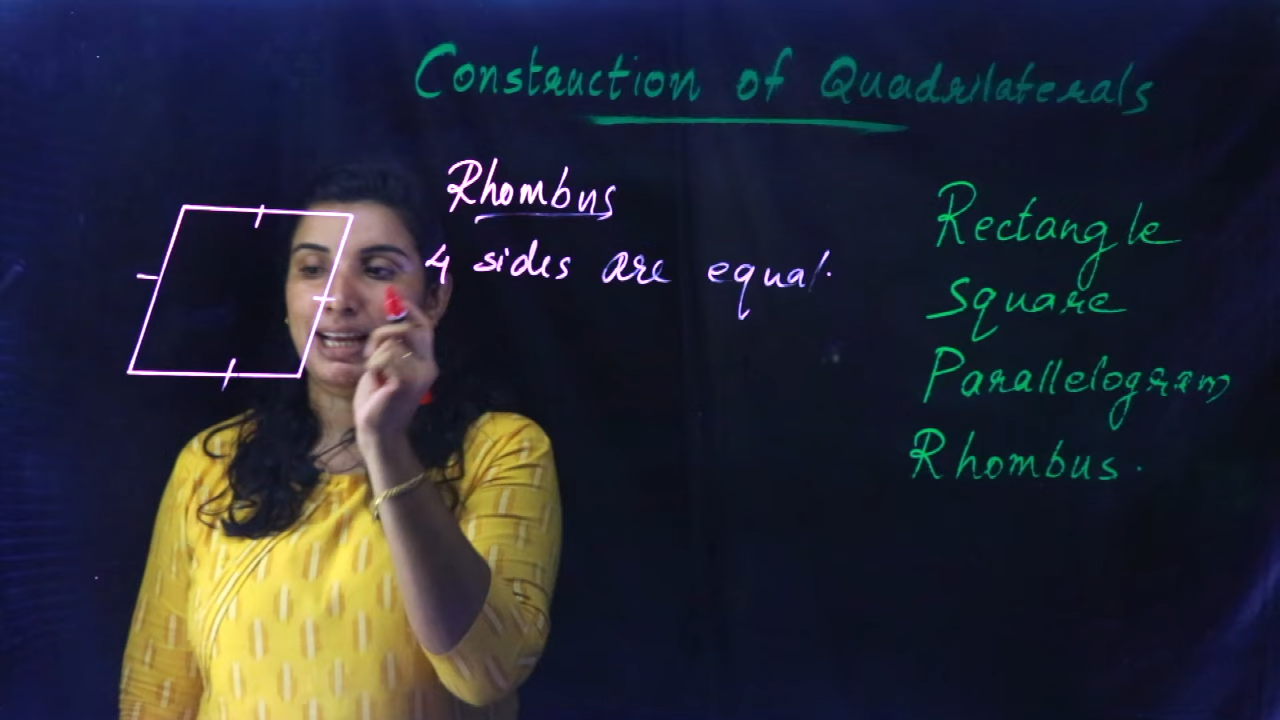 Construction of Quadrilaterals
Rhombus
4 sides are equal.
Rectangle
Square
Parallelogram
Rhombus.